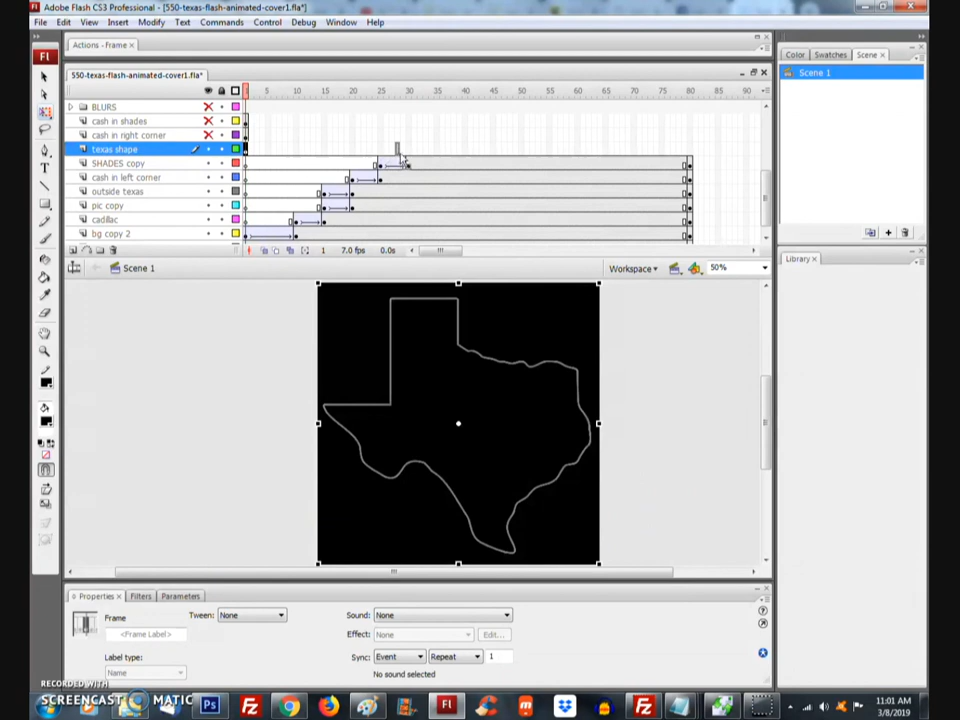 Adobe Flash CS3 Professional - [550-texas-flash-animated-cover1.fla*]
File Edit View Insert Modify Text Commands Control Debug Window Help
Actions - Frame ×
Color Swatches Scene ×
550-texas-flash-animated-cover1.fla*
Scene 1
5 10 15 20 25 30 35 40 45 50 55 60 65 70 75 80 85 90
BLURS
cash in shades
cash in right corner
texas shape
SHADES copy
cash in left corner
outside texas
pic copy
cadillac
bg copy 2
1 7.0 fps 0.0s
Scene 1 Workspace 50%
Library ×
Properties × Filters Parameters
Frame Tween: None Sound: None
<Frame Label> Effect: None Edit...
Label type: Sync: Event Repeat 1
Name No sound selected
RECORDED WITH
SCREENCAST MATIC
11:01 AM
3/8/2019